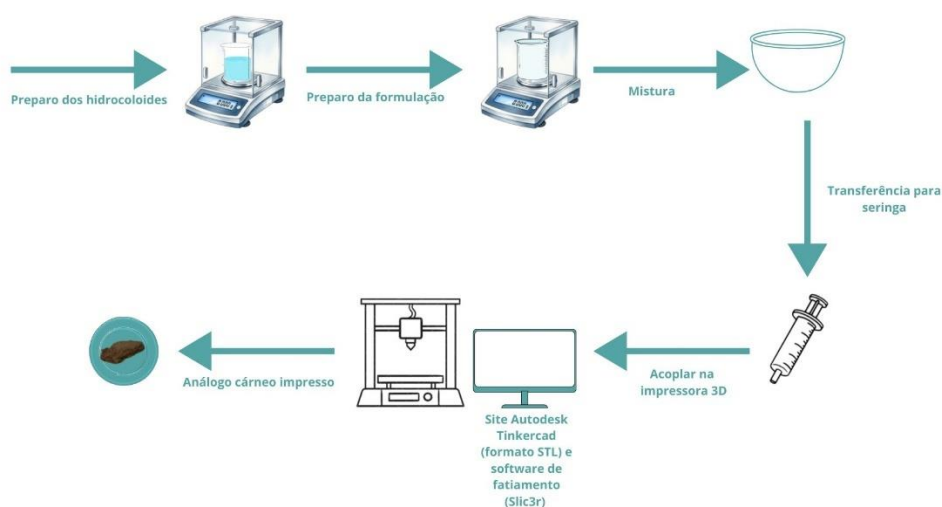 Preparo dos hidrocoloides
Preparo da formulação
Mistura
Transferência para
seringa
Acoplar na
impressora 3D
Site Autodesk
Tinkercad
(formato STL) e
software de
fatiamento
(Slic3r)
Análogo cárneo impresso